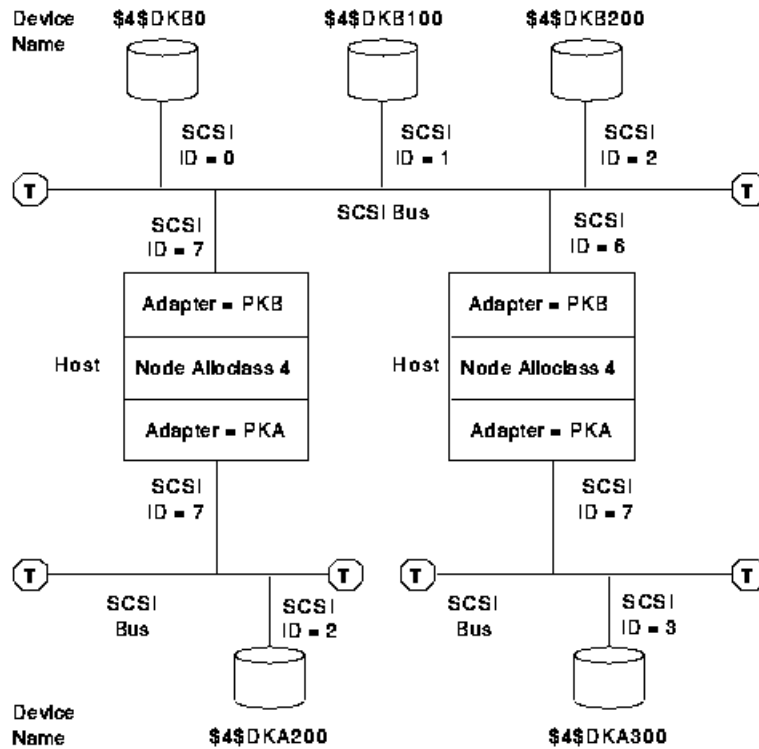 Device Name
$4$DKB0
$4$DKB100
$4$DKB200
SCSI
ID = 0
SCSI
ID = 1
SCSI
ID = 2
T
T
SCSI Bus
SCSI
ID = 7
SCSI
ID = 6
Host
Adapter = PKB
Node Alloclass 4
Adapter = PKA
Host
Adapter = PKB
Node Alloclass 4
Adapter = PKA
SCSI
ID = 7
SCSI
ID = 7
T
T
T
T
SCSI
Bus
SCSI
ID = 2
SCSI
Bus
SCSI
ID = 3
Device
Name
$4$DKA200
$4$DKA300